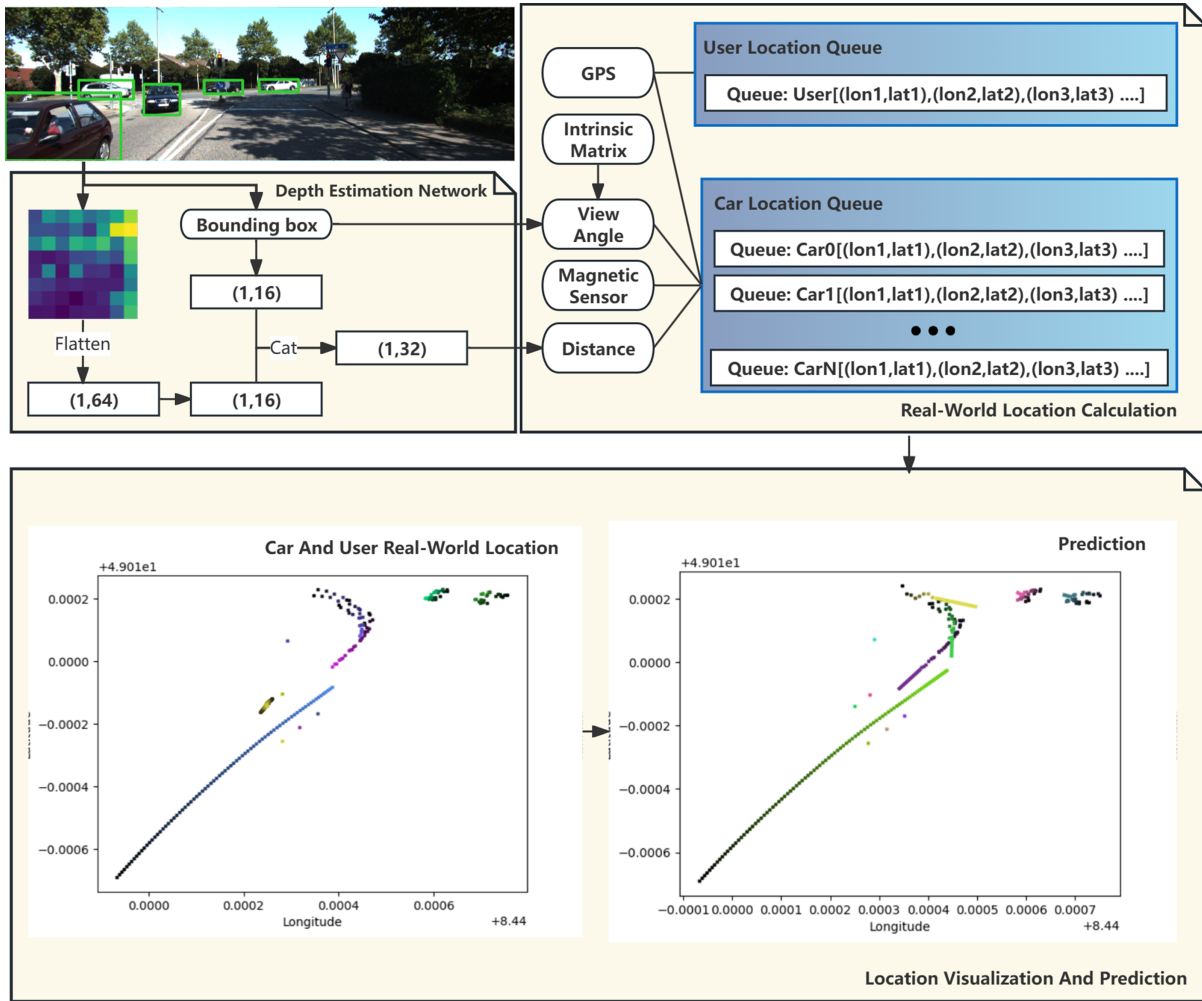 Depth Estimation Network
Bounding box
(1,16)
Flatten
Cat
(1,32)
(1,64)
(1,16)
GPS
Intrinsic
Matrix
View
Angle
Magnetic
Sensor
Distance
User Location Queue
Queue: User[(lon1,lat1),(lon2,lat2),(lon3,lat3) ....]
Car Location Queue
Queue: Car0[(lon1,lat1),(lon2,lat2),(lon3,lat3) ....]
Queue: Car1[(lon1,lat1),(lon2,lat2),(lon3,lat3) ....]
•••
Queue: CarN[(lon1,lat1),(lon2,lat2),(lon3,lat3) ....]
Real-World Location Calculation
Car And User Real-World Location
+4.901e1
0.0002
0.0000
−0.0002
−0.0004
−0.0006
0.0000 0.0002 0.0004 0.0006
Longitude
+8.44
Prediction
+4.901e1
0.0002
0.0000
−0.0002
−0.0004
−0.0006
−0.0001 0.0000 0.0001 0.0002 0.0003 0.0004 0.0005 0.0006 0.0007
Longitude
+8.44
Location Visualization And Prediction